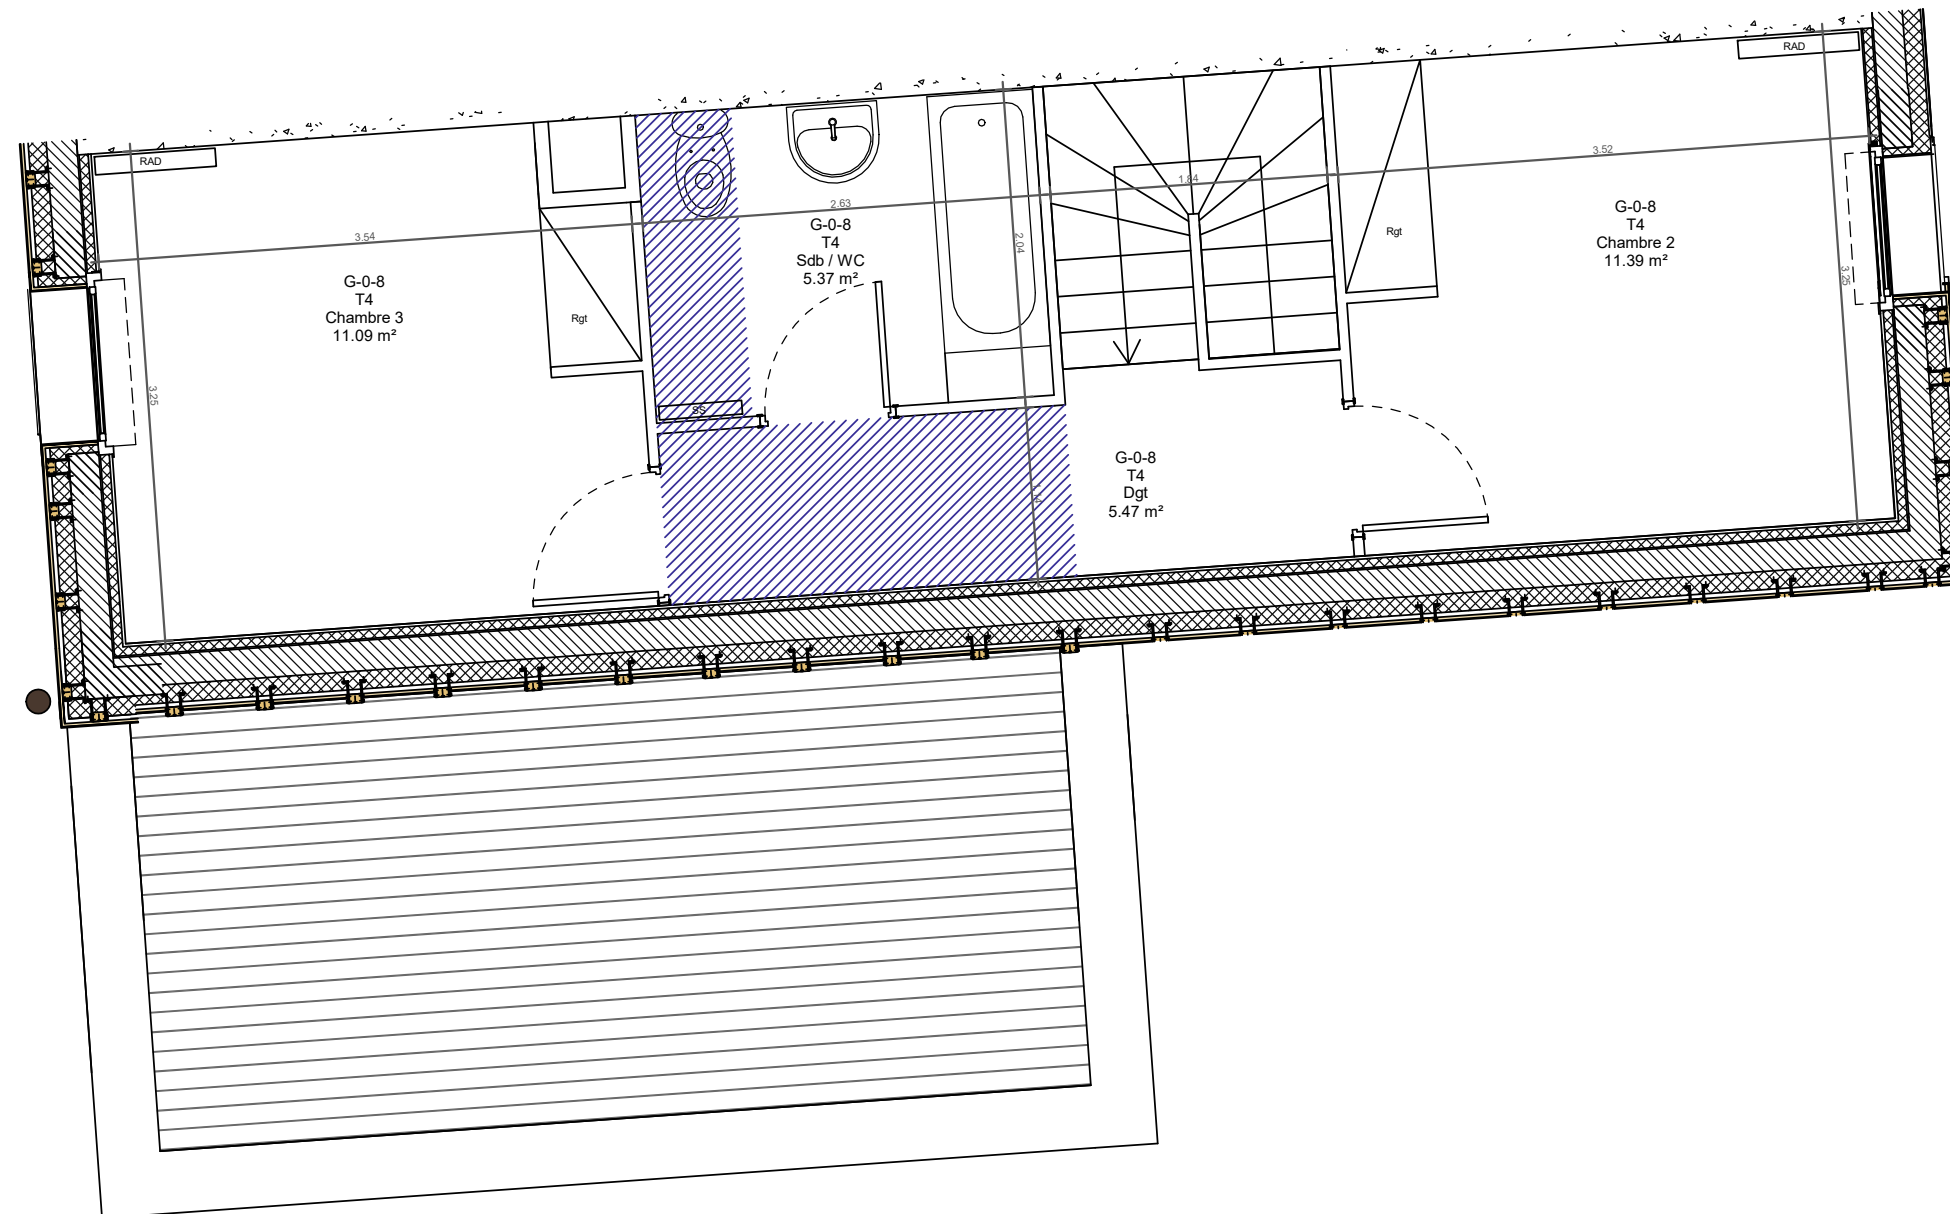 RAD
RAD
3.54
2.63
1.84
3.52
G-0-8
T4
Chambre 3
11.09 m²
G-0-8
T4
Sdb / WC
5.37 m²
2.04
Rgt
Rgt
G-0-8
T4
Chambre 2
11.39 m²
3.25
3.25
SS
G-0-8
T4
Dgt
5.47 m²